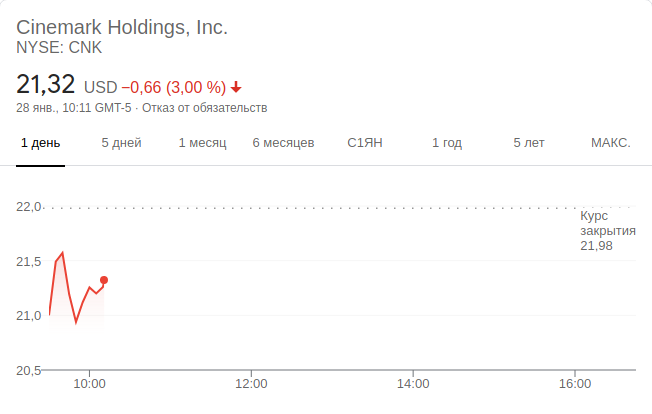 Cinemark Holdings, Inc.
NYSE: CNK
21,32 USD −0,66 (3,00 %)
28 янв., 10:11 GMT-5 · Отказ от обязательств
1 день 5 дней 1 месяц 6 месяцев С1ЯН 1 год 5 лет МАКС.
22,0
Курс
закрытия
21,98
21,5
21,0
20,5
10:00 12:00 14:00 16:00